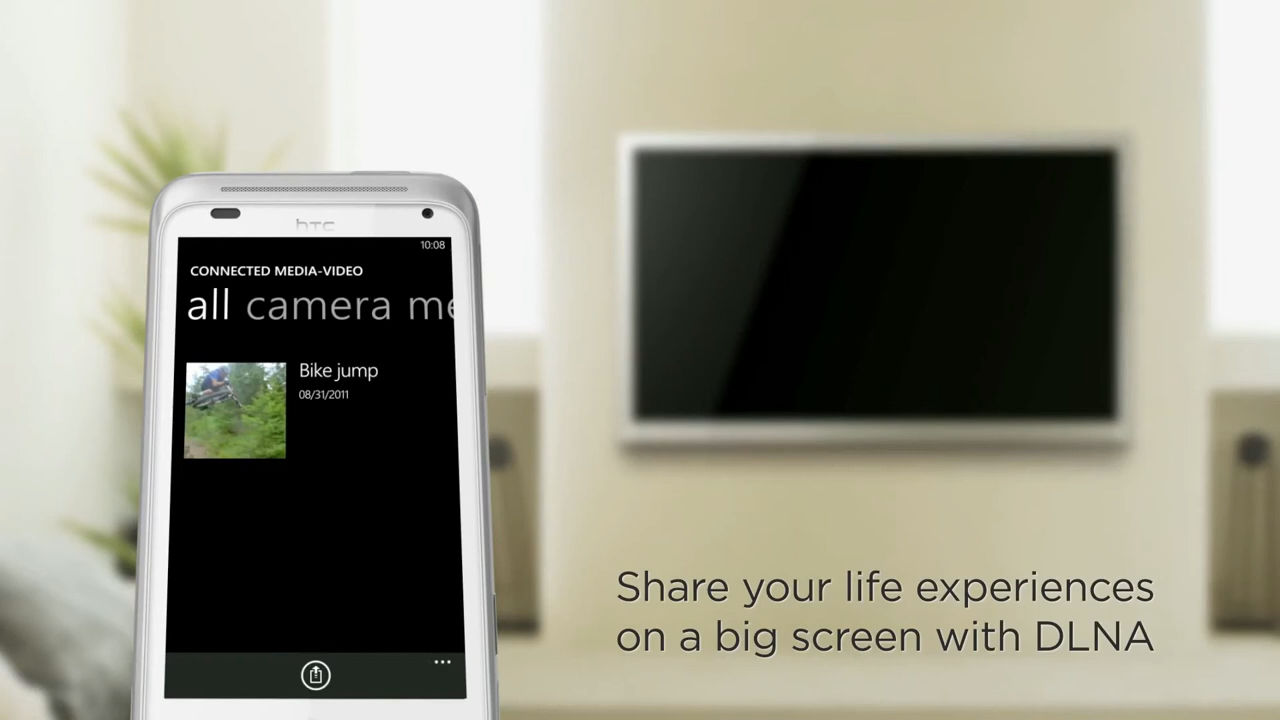 htc
10:08
CONNECTED MEDIA-VIDEO
all camera me
Bike jump
08/31/2011
Share your life experiences
on a big screen with DLNA